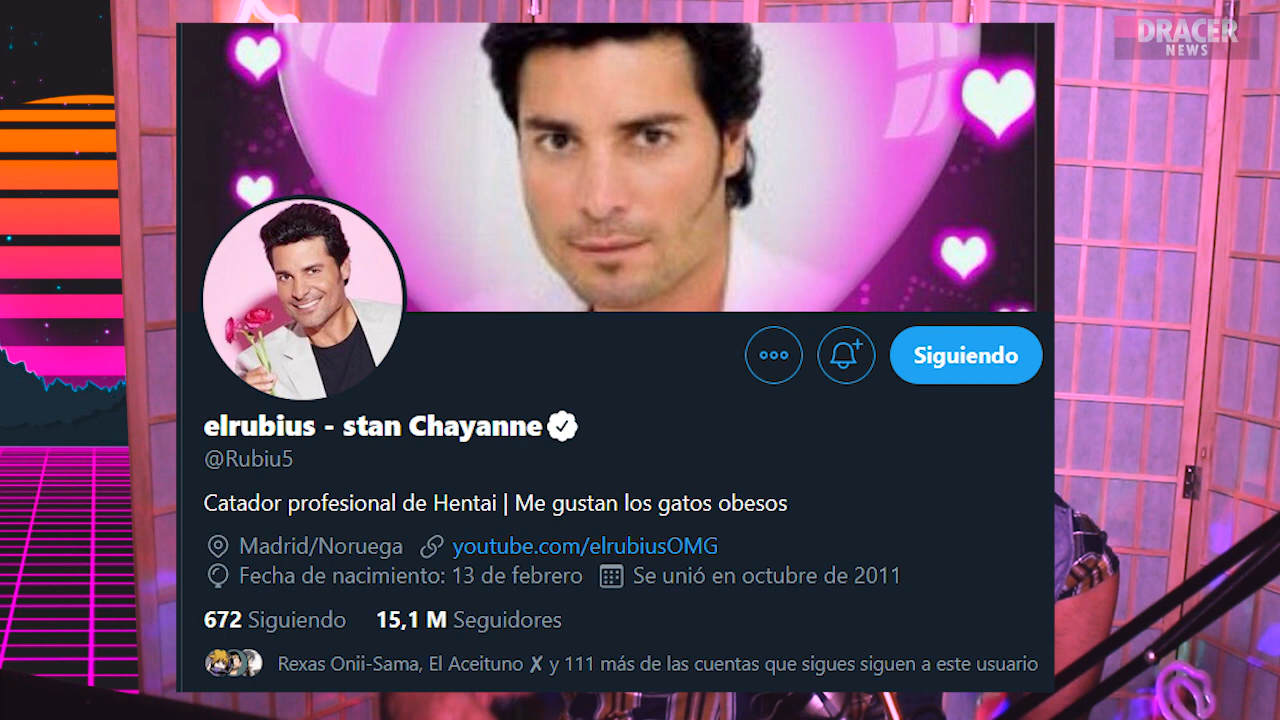 DRACER
NEWS
Siguiendo
elrubius - stan Chayanne
@Rubiu5
Catador profesional de Hentai | Me gustan los gatos obesos
Madrid/Noruega youtube.com/elrubiusOMG
Fecha de nacimiento: 13 de febrero Se unió en octubre de 2011
672 Siguiendo 15,1 M Seguidores
Rexas Onii-Sama, El Aceituno ✗ y 111 más de las cuentas que sigues siguen a este usuario